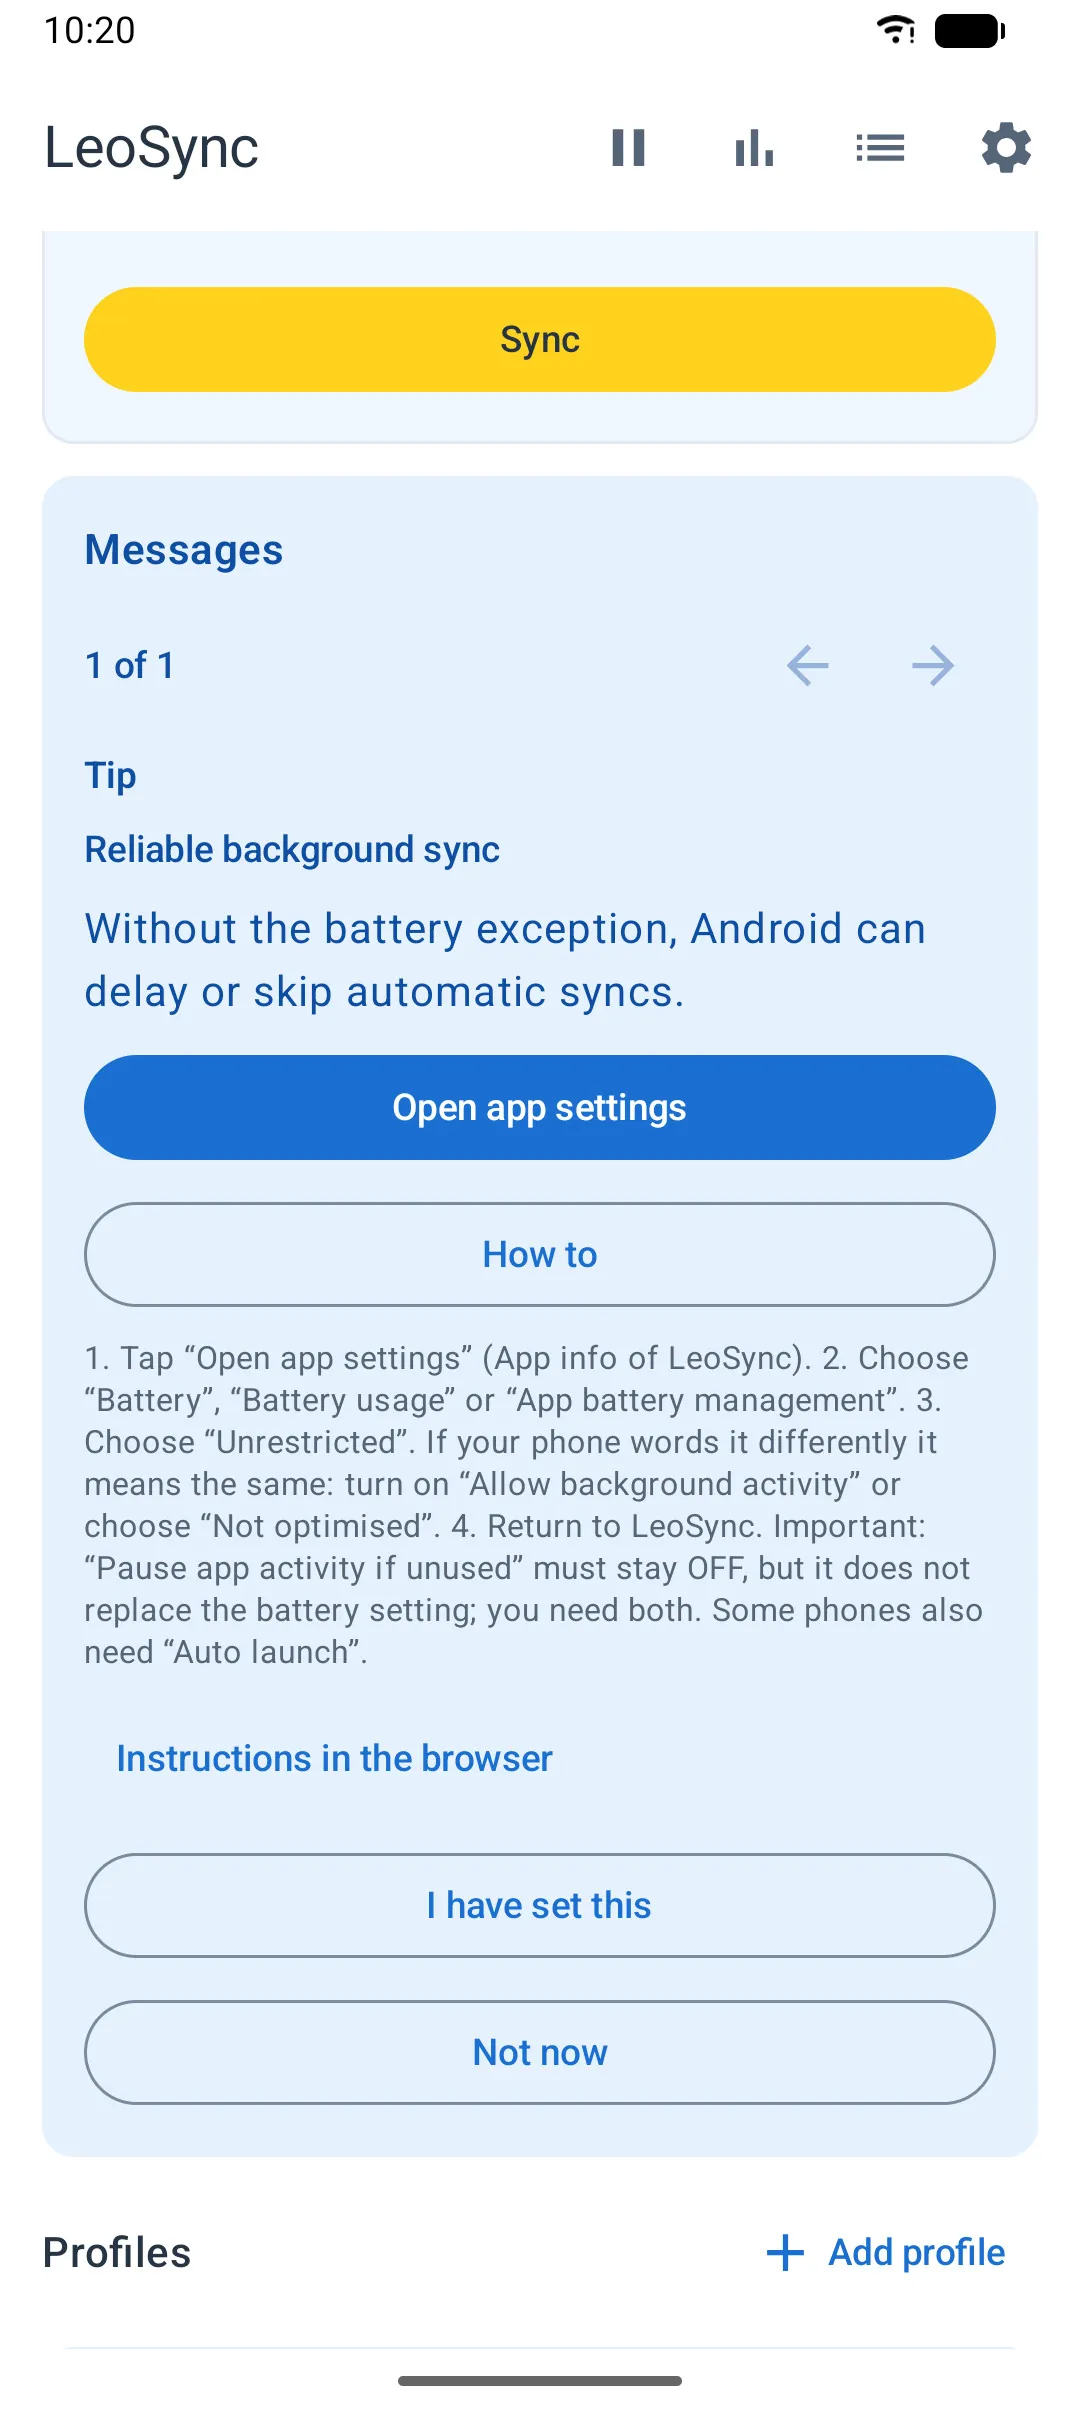 10:20
LeoSync
Sync
Messages
1 of 1
Tip
Reliable background sync
Without the battery exception, Android can
delay or skip automatic syncs.
Open app settings
How to
1. Tap “Open app settings” (App info of LeoSync). 2. Choose
“Battery”, “Battery usage” or “App battery management”. 3.
Choose “Unrestricted”. If your phone words it differently it
means the same: turn on “Allow background activity” or
choose “Not optimised”. 4. Return to LeoSync. Important:
“Pause app activity if unused” must stay OFF, but it does not
replace the battery setting; you need both. Some phones also
need “Auto launch”.
Instructions in the browser
I have set this
Not now
Profiles
Add profile